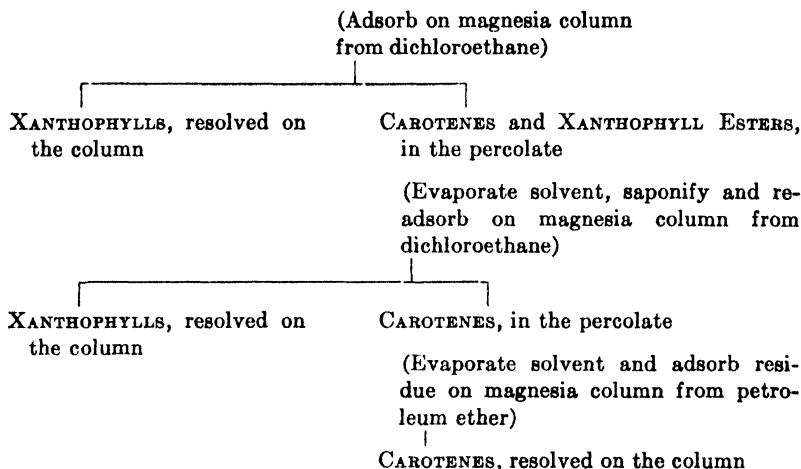 (Adsorb on magnesia column
from dichloroethane)
XANTHOPHYLLS, resolved on
the column
CAROTENES and XANTHOPHYLL ESTERS,
in the percolate
(Evaporate solvent, saponify and re-
adsorb on magnesia column from
dichloroethane)
XANTHOPHYLLS, resolved on
the column
CAROTENES, in the percolate
(Evaporate solvent and adsorb resi-
due on magnesia column from petro-
leum ether)
CAROTENES, resolved on the column